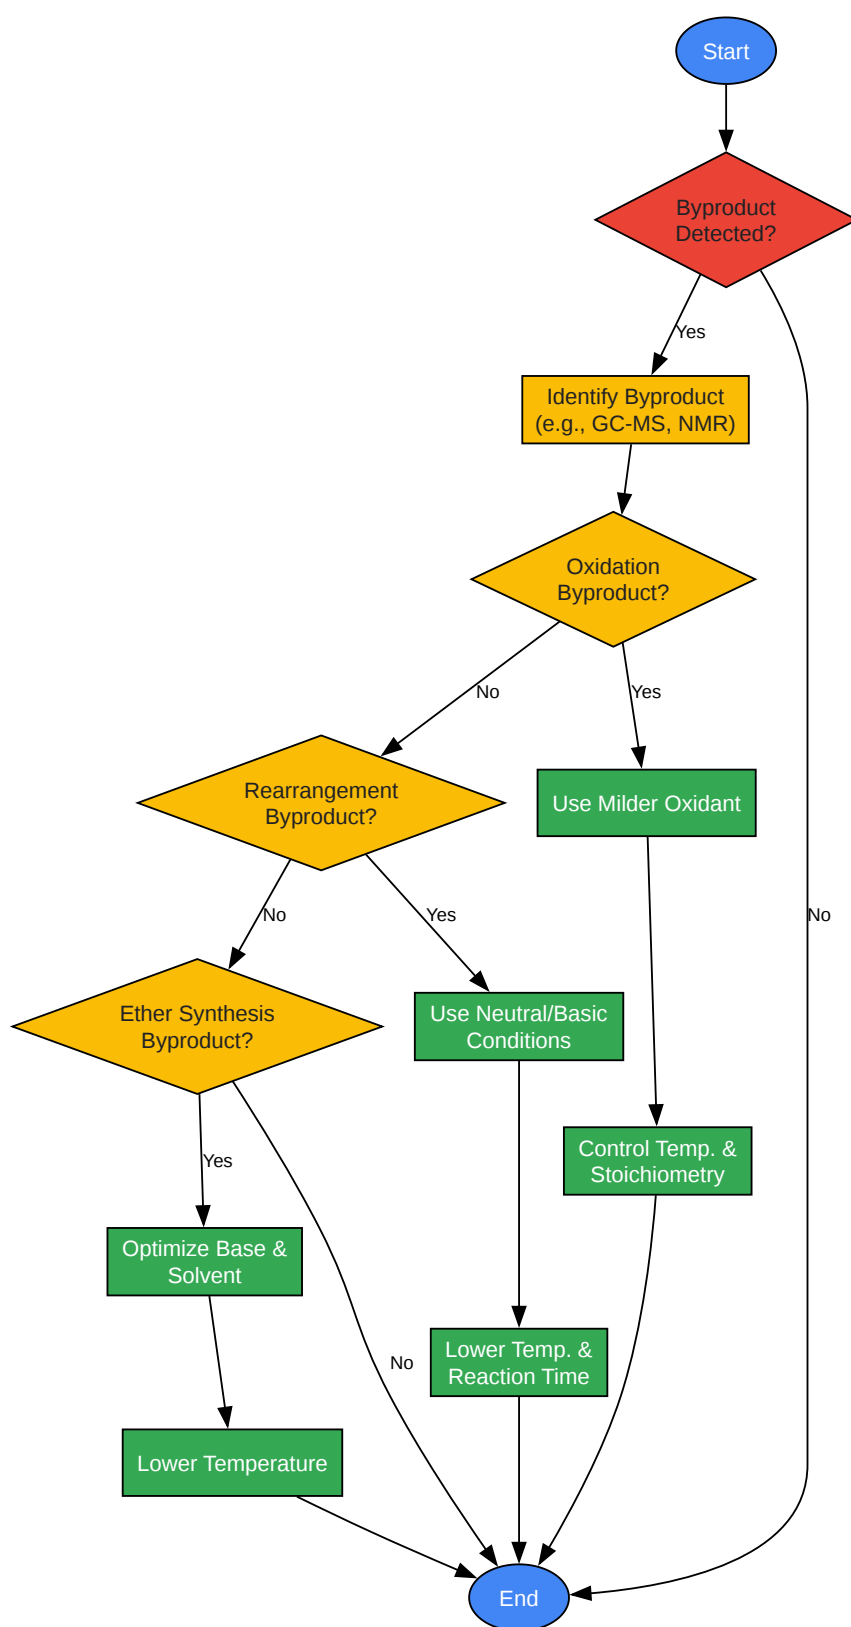 Start
Byproduct
Detected?
Yes
Identify Byproduct
(e.g., GC-MS, NMR)
Oxidation
Byproduct?
No
Yes
Rearrangement
Byproduct?
Use Milder Oxidant
No
Yes
No
Ether Synthesis
Byproduct?
Use Neutral/Basic
Conditions
Yes
Control Temp. &
Stoichiometry
Optimize Base &
Solvent
No
Lower Temp. &
Reaction Time
Lower Temperature
End